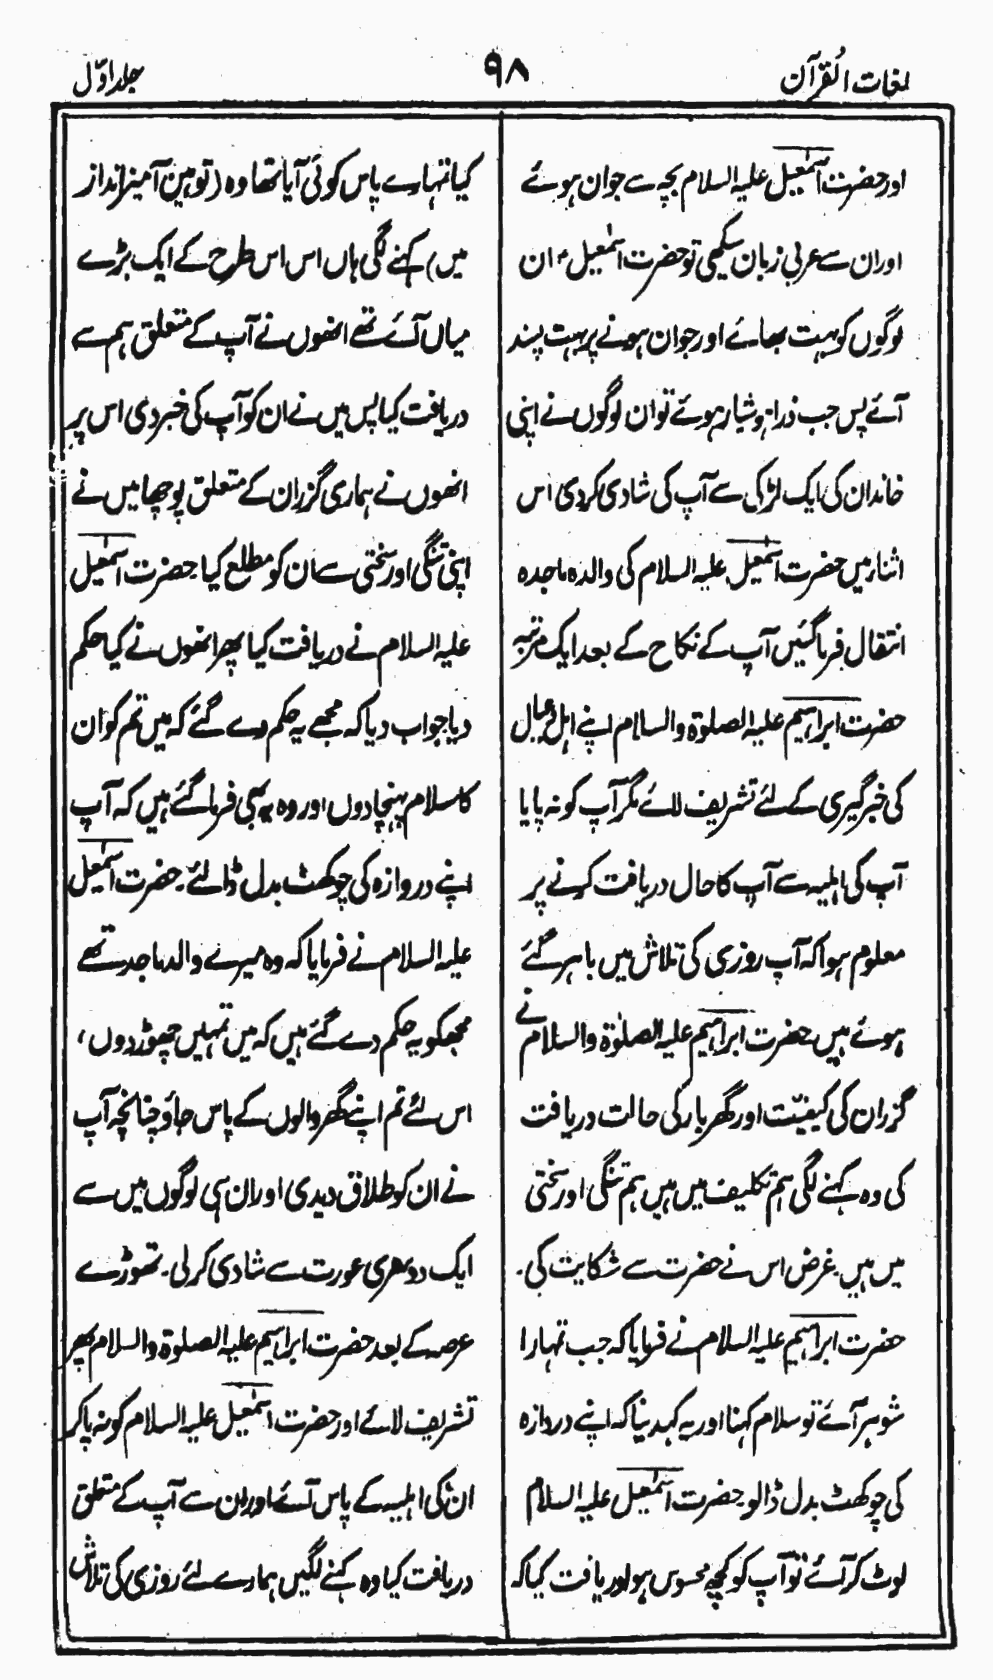 لغات القرآن
۹۸
جلد اوّل
اور حضرت اسمٰعیل علیہ السلام بچہ سے جوان ہوئے
اور ان سے عربی زبان سیکھی تو حضرت اسمٰعیلؑ ان
لوگوں کو بہت بھائے اور جوان ہونے پر بہت پسند
آئے پس جب ذرا ہوشیار ہوئے تو ان لوگوں نے اپنی
خاندان کی ایک لڑکی سے آپ کی شادی کردی اس
اثنار میں حضرت اسمٰعیل علیہ السلام کی والدہ ماجدہ
انتقال فرما گئیں آپ کے نکاح کے بعد ایک مرتبہ
حضرت ابراہیم علیہ الصلوۃ والسلام اپنے اہل وعیال
کی خبرگیری کے لئے تشریف لائے مگر آپ کو نہ پایا
آپ کی اہلیہ سے آپ کا حال دریافت کرنے پر
معلوم ہوا کہ آپ روزی کی تلاش میں باہر گئے
ہوئے ہیں حضرت ابراہیم علیہ الصلوٰۃ والسلام نے
گزران کی کیفیّت اور گھر بار کی حالت دریافت
کی وہ کہنے لگی ہم تکلیف میں ہیں ہم تنگی اور سختی
میں ہیں۔ غرض اس نے حضرت سے شکایت کی۔
حضرت ابراہیم علیہ السلام نے فرمایا کہ جب تمہارا
شوہر آئے تو سلام کہنا اور یہ کہدینا کہ اپنے دروازہ
کی چوکھٹ بدل ڈالو حضرت اسمٰعیل علیہ السلام
لوٹ کر آئے تو آپ کو کچھ محسوس ہوا دریافت کیا کہ
کیا تمہارے پاس کوئی آیا تھا وہ (توہین آمیز انداز
میں) کہنے لگی ہاں اس اس طرح کے ایک بڑے
میاں آئے تھے انھوں نے آپ کے متعلق ہم سے
دریافت کیا پس میں نے ان کو آپ کی خبر دی اس پر
انھوں نے ہماری گزران کے متعلق پوچھا میں نے
اپنی تنگی اور سختی سے ان کو مطلع کیا حضرت اسمٰعیل
علیہ السلام نے دریافت کیا پھر انھوں نے کیا حکم
دیا جواب دیا کہ مجھے یہ حکم دے گئے کہ میں تم کو ان
کا سلام پہنچا دوں اور وہ یہ بھی فرما گئے ہیں کہ آپ
اپنے دروازہ کی چوکھٹ بدل ڈالئے۔ حضرت اسمٰعیل
علیہ السلام نے فرمایا کہ وہ میرے والد ماجد تھے
مجھکو یہ حکم دے گئے ہیں کہ میں تمہیں چھوڑ دوں،
اس لئے تم اپنے گھر والوں کے پاس جاؤ چنانچہ آپ
نے ان کو طلاق دیدی اور ان ہی لوگوں میں سے
ایک دوسری عورت سے شادی کرلی۔ تھوڑے
عرصہ کے بعد حضرت ابراہیم علیہ الصلوۃ والسلام پھر
تشریف لائے اور حضرت اسمٰعیل علیہ السلام کو نہ پا کر
ان کی اہلیہ کے پاس آئے اور ان سے آپ کے متعلق
دریافت کیا وہ کہنے لگیں ہمارے لئے روزی کی تلاش